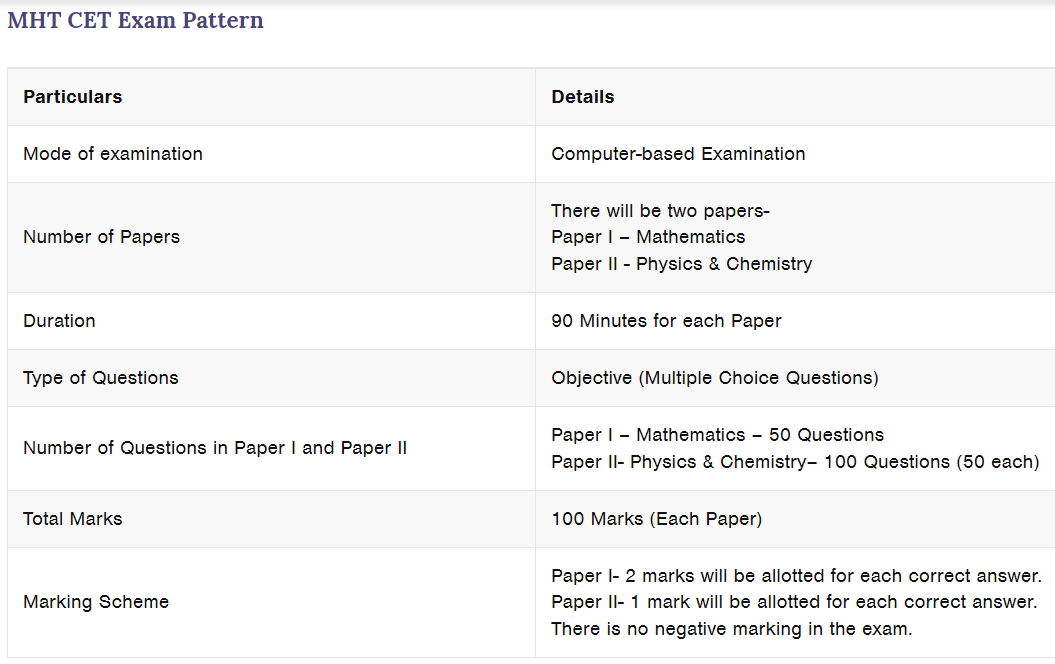 MHT CET Exam Pattern
Particulars
Details
Mode of examination
Computer-based Examination
Number of Papers
There will be two papers-
Paper I – Mathematics
Paper II - Physics & Chemistry
Duration
90 Minutes for each Paper
Type of Questions
Objective (Multiple Choice Questions)
Number of Questions in Paper I and Paper II
Paper I – Mathematics – 50 Questions
Paper II- Physics & Chemistry– 100 Questions (50 each)
Total Marks
100 Marks (Each Paper)
Marking Scheme
Paper I- 2 marks will be allotted for each correct answer.
Paper II- 1 mark will be allotted for each correct answer.
There is no negative marking in the exam.